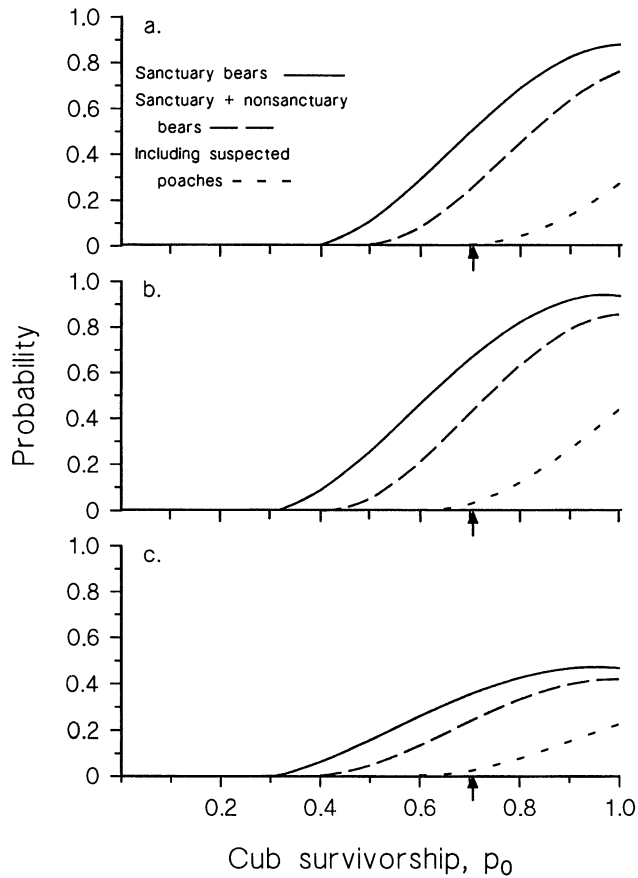 1.0
a.
Sanctuary bears
0.8
Sanctuary + nonsanctuary
bears
0.6
Including suspected
0.4
poaches
0.2
0
1.0
b.
0.8
0.6
0.4
0.2
0
Probability
1.0
c.
0.8
0.6
0.4
0.2
0
0.2 0.4 0.6 0.8 1.0
Cub survivorship, p0